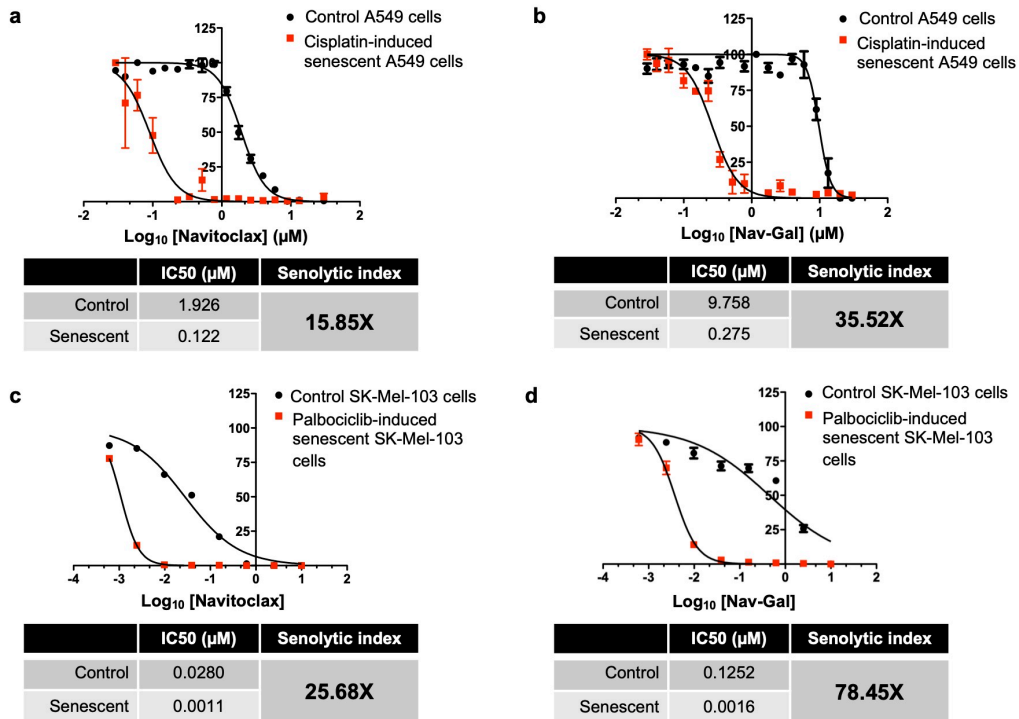 a
Control A549 cells
Cisplatin-induced
senescent A549 cells
125
100
75
50
25
-2 -1 0 1 2
Log10 [Navitoclax] (µM)
IC50 (µM) Senolytic index
Control 1.926
15.85X
Senescent 0.122
b
Control A549 cells
Cisplatin-induced
senescent A549 cells
125
100
75
50
25
-2 -1 0 1 2
Log10 [Nav-Gal] (µM)
IC50 (µM) Senolytic index
Control 9.758
35.52X
Senescent 0.275
c
Control SK-Mel-103 cells
Palbociclib-induced
senescent SK-Mel-103
cells
125
100
75
50
25
-4 -3 -2 -1 0 1 2
Log10 [Navitoclax]
IC50 (µM) Senolytic index
Control 0.0280
25.68X
Senescent 0.0011
d
Control SK-Mel-103 cells
Palbociclib-induced
senescent SK-Mel-103
cells
125
100
75
50
25
-4 -3 -2 -1 0 1 2
Log10 [Nav-Gal]
IC50 (µM) Senolytic index
Control 0.1252
78.45X
Senescent 0.0016